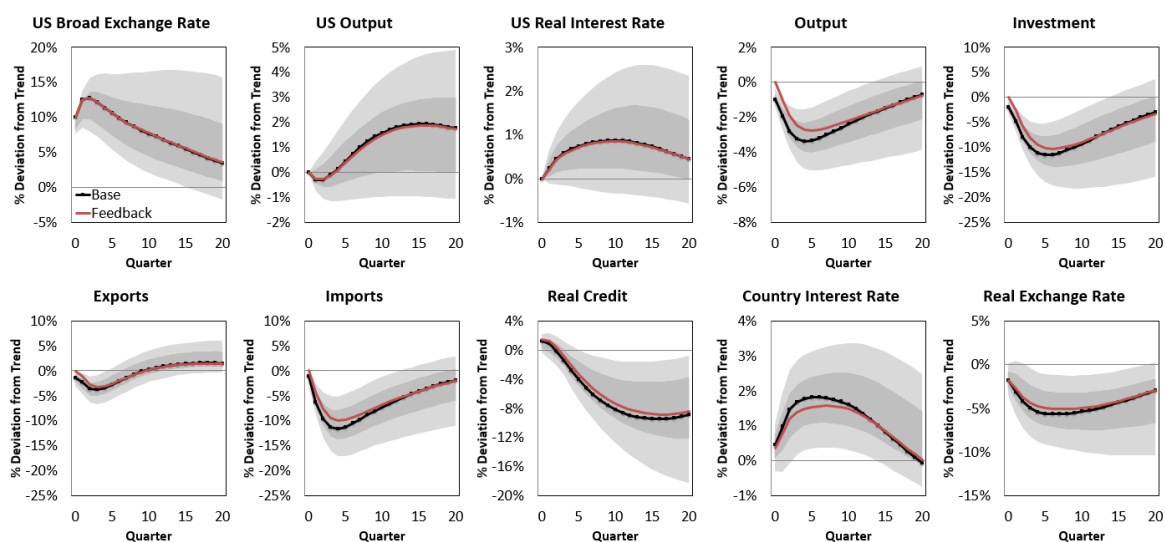 US Broad Exchange Rate
US Output
US Real Interest Rate
Output
Investment
% Deviation from Trend
20%
15%
10%
5%
0%
-5%
Base
Feedback
0 5 10 15 20
Quarter
% Deviation from Trend
5%
4%
3%
2%
1%
0%
-1%
-2%
0 5 10 15 20
Quarter
% Deviation from Trend
3%
2%
1%
0%
-1%
0 5 10 15 20
Quarter
% Deviation from Trend
2%
0%
-2%
-4%
-6%
-8%
0 5 10 15 20
Quarter
% Deviation from Trend
10%
5%
0%
-5%
-10%
-15%
-20%
-25%
0 5 10 15 20
Quarter
Exports
Imports
Real Credit
Country Interest Rate
Real Exchange Rate
% Deviation from Trend
10%
5%
0%
-5%
-10%
-15%
-20%
-25%
0 5 10 15 20
Quarter
% Deviation from Trend
10%
5%
0%
-5%
-10%
-15%
-20%
-25%
0 5 10 15 20
Quarter
% Deviation from Trend
4%
0%
-4%
-8%
-12%
-16%
-20%
0 5 10 15 20
Quarter
% Deviation from Trend
4%
3%
2%
1%
0%
-1%
0 5 10 15 20
Quarter
% Deviation from Trend
5%
0%
-5%
-10%
-15%
0 5 10 15 20
Quarter